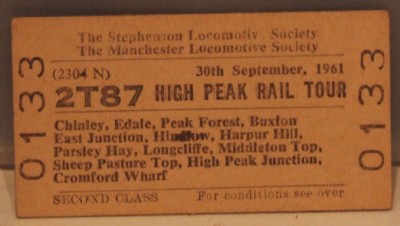 The Stephenson Locomotive Society
The Manchester Locomotive Society
(2304 N) 30th September, 1961
2T87 HIGH PEAK RAIL TOUR
Chinley, Edale, Peak Forest, Buxton
East Junction, Hindlow, Harpur Hill,
Parsley Hay, Longcliffe, Middleton Top,
Sheep Pasture Top, High Peak Junction,
Cromford Wharf
SECOND CLASS For conditions see over
0133
0133